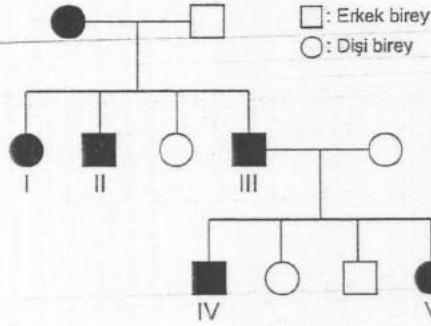 : Erkek birey
: Dişi birey
I
II
III
IV
V